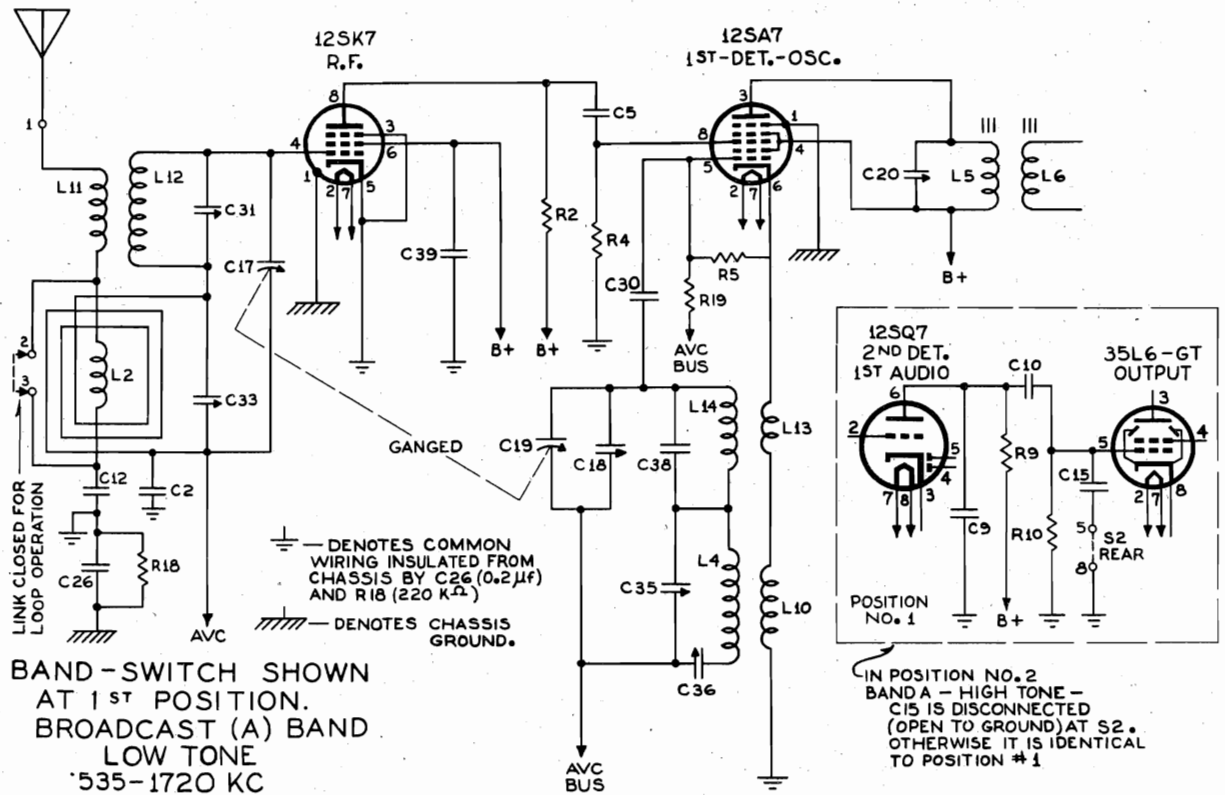 12SK7
R.F.
12SA7
1ST-DET.-OSC.
1
L11
L12
C31
C17
4
8
3
6
1
2
7
5
C39
B+
R2
B+
C5
R4
8
5
3
1
4
2
7
6
C30
R5
R19
AVC
BUS
C20
L5
L6
B+
2
3
L2
C33
C12
C2
C26
R18
AVC
LINK CLOSED FOR
LOOP OPERATION
GANGED
C19
C18
C38
L14
L13
C35
L4
L10
C36
AVC
BUS
— DENOTES COMMON
WIRING INSULATED FROM
CHASSIS BY C26 (0.2µf)
AND R18 (220 KΩ)
— DENOTES CHASSIS
GROUND.
12SQ7
2ND DET.
1ST AUDIO
35L6-GT
OUTPUT
6
2
5
4
7
8
3
C10
R9
C9
R10
C15
5
S2
REAR
8
3
4
5
2
7
8
POSITION
NO. 1
B+
IN POSITION NO. 2
BAND A – HIGH TONE –
C15 IS DISCONNECTED
(OPEN TO GROUND) AT S2.
OTHERWISE IT IS IDENTICAL
TO POSITION #1
BAND-SWITCH SHOWN
AT 1ST POSITION.
BROADCAST (A) BAND
LOW TONE
535-1720 KC